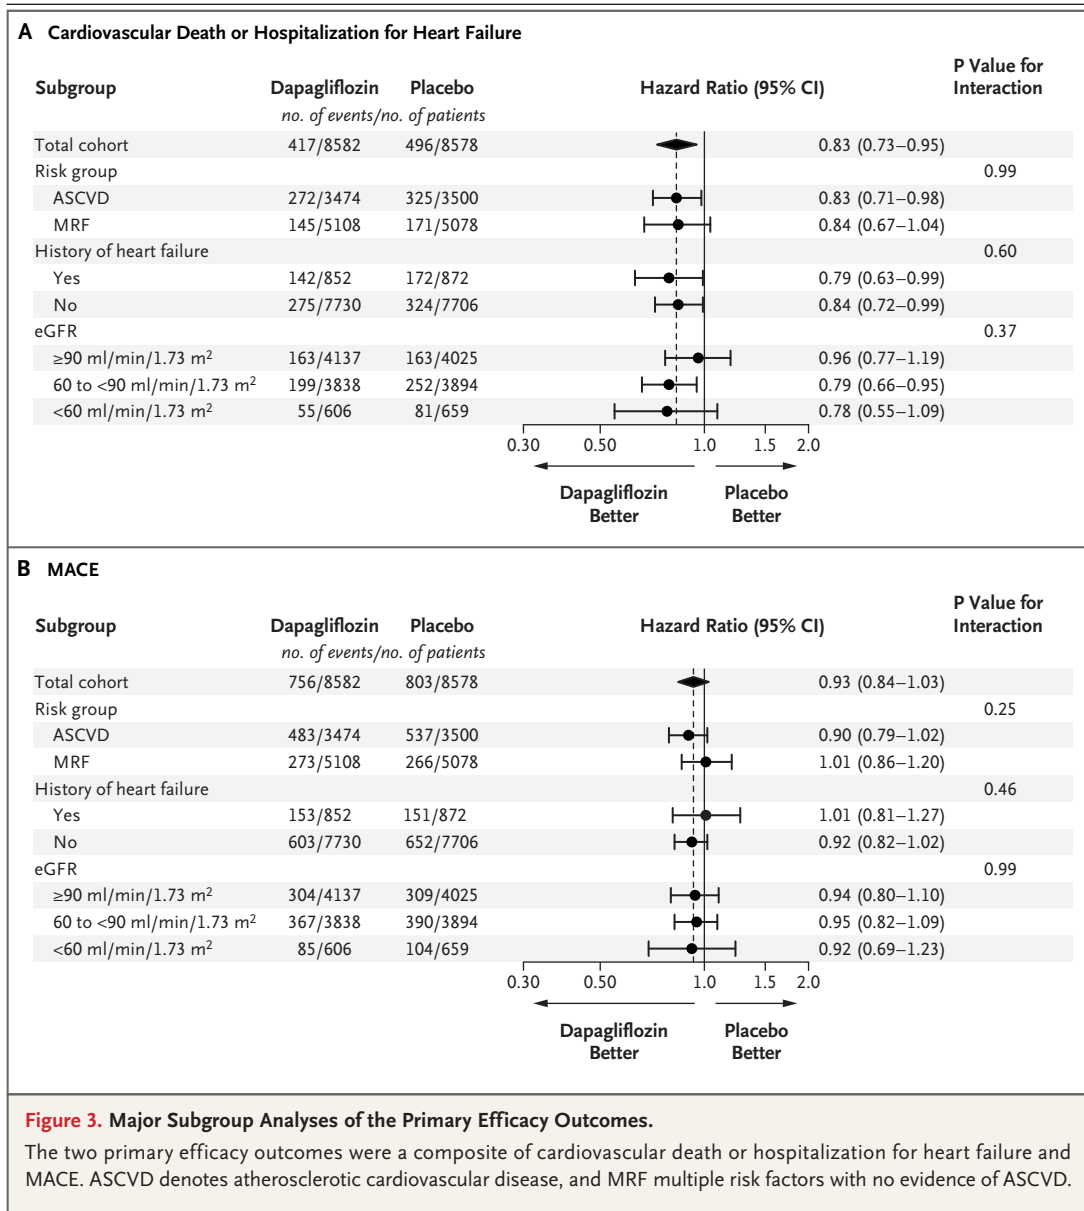 A Cardiovascular Death or Hospitalization for Heart Failure
Subgroup Dapagliflozin Placebo Hazard Ratio (95% CI) P Value for Interaction
no. of events/no. of patients
Total cohort 417/8582 496/8578 0.83 (0.73–0.95)
Risk group 0.99
ASCVD 272/3474 325/3500 0.83 (0.71–0.98)
MRF 145/5108 171/5078 0.84 (0.67–1.04)
History of heart failure 0.60
Yes 142/852 172/872 0.79 (0.63–0.99)
No 275/7730 324/7706 0.84 (0.72–0.99)
eGFR 0.37
≥90 ml/min/1.73 m² 163/4137 163/4025 0.96 (0.77–1.19)
60 to <90 ml/min/1.73 m² 199/3838 252/3894 0.79 (0.66–0.95)
<60 ml/min/1.73 m² 55/606 81/659 0.78 (0.55–1.09)
0.30 0.50 1.0 1.5 2.0
Dapagliflozin Better Placebo Better
B MACE
Subgroup Dapagliflozin Placebo Hazard Ratio (95% CI) P Value for Interaction
no. of events/no. of patients
Total cohort 756/8582 803/8578 0.93 (0.84–1.03)
Risk group 0.25
ASCVD 483/3474 537/3500 0.90 (0.79–1.02)
MRF 273/5108 266/5078 1.01 (0.86–1.20)
History of heart failure 0.46
Yes 153/852 151/872 1.01 (0.81–1.27)
No 603/7730 652/7706 0.92 (0.82–1.02)
eGFR 0.99
≥90 ml/min/1.73 m² 304/4137 309/4025 0.94 (0.80–1.10)
60 to <90 ml/min/1.73 m² 367/3838 390/3894 0.95 (0.82–1.09)
<60 ml/min/1.73 m² 85/606 104/659 0.92 (0.69–1.23)
0.30 0.50 1.0 1.5 2.0
Dapagliflozin Better Placebo Better
Figure 3. Major Subgroup Analyses of the Primary Efficacy Outcomes.
The two primary efficacy outcomes were a composite of cardiovascular death or hospitalization for heart failure and
MACE. ASCVD denotes atherosclerotic cardiovascular disease, and MRF multiple risk factors with no evidence of ASCVD.